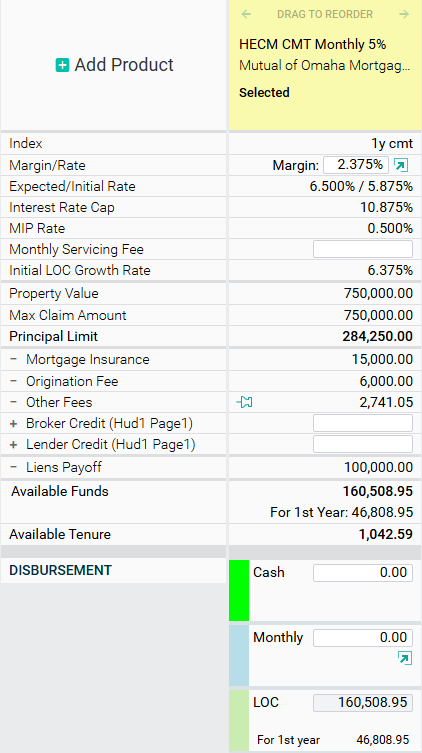 ← DRAG TO REORDER →
Add Product
HECM CMT Monthly 5%
Mutual of Omaha Mortgag...
Selected
Index 1y cmt
Margin/Rate Margin: 2.375%
Expected/Initial Rate 6.500% / 5.875%
Interest Rate Cap 10.875%
MIP Rate 0.500%
Monthly Servicing Fee
Initial LOC Growth Rate 6.375%
Property Value 750,000.00
Max Claim Amount 750,000.00
Principal Limit 284,250.00
− Mortgage Insurance 15,000.00
− Origination Fee 6,000.00
− Other Fees 2,741.05
+ Broker Credit (Hud1 Page1)
+ Lender Credit (Hud1 Page1)
− Liens Payoff 100,000.00
Available Funds 160,508.95
For 1st Year: 46,808.95
Available Tenure 1,042.59
DISBURSEMENT
Cash 0.00
Monthly 0.00
LOC 160,508.95
For 1st year 46,808.95